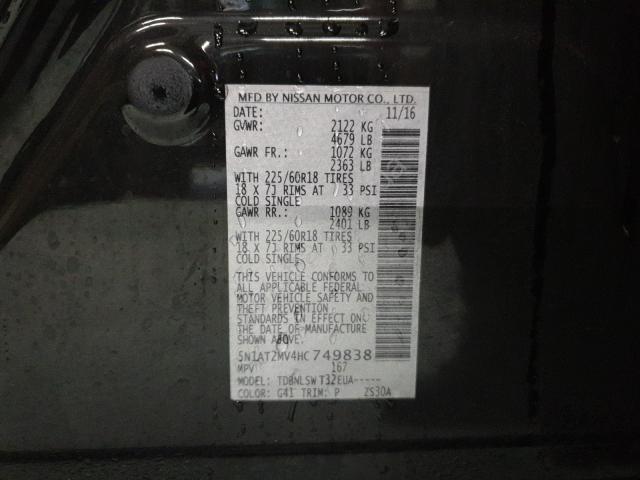 MFD BY NISSAN MOTOR CO., LTD.
DATE: 11/16
GVWR: 2122 KG
4679 LB
GAWR FR.: 1072 KG
2363 LB
WITH 225/60R18 TIRES
18 X 7J RIMS AT 33 PSI
COLD SINGLE
GAWR RR.: 1089 KG
2401 LB
WITH 225/60R18 TIRES
18 X 7J RIMS AT 33 PSI
COLD SINGLE
THIS VEHICLE CONFORMS TO
ALL APPLICABLE FEDERAL
MOTOR VEHICLE SAFETY AND
THEFT PREVENTION
STANDARDS IN EFFECT ON
THE DATE OF MANUFACTURE
SHOWN ABOVE.
5N1AT2MV4HC749838
MPV 167
MODEL: TDBNLSWT32EUA-----
COLOR: G41 TRIM: P ZS30A